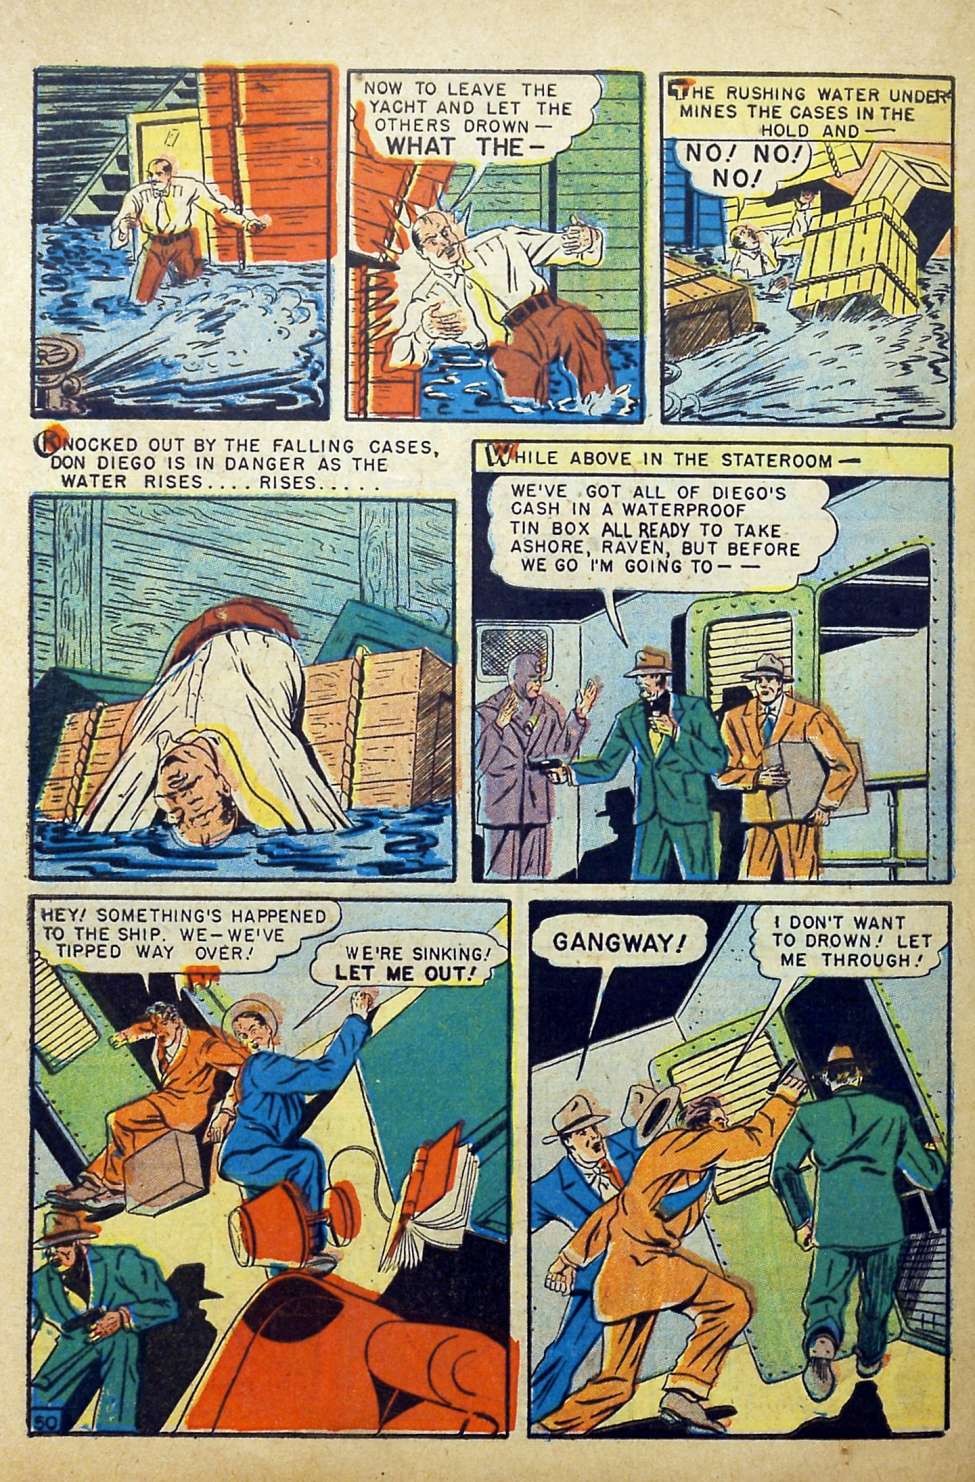 NOW TO LEAVE THE
YACHT AND LET THE
OTHERS DROWN—
WHAT THE—
THE RUSHING WATER UNDER-
MINES THE CASES IN THE
HOLD AND—
NO! NO!
NO!
KNOCKED OUT BY THE FALLING CASES,
DON DIEGO IS IN DANGER AS THE
WATER RISES.... RISES.....
WHILE ABOVE IN THE STATEROOM—
WE'VE GOT ALL OF DIEGO'S
CASH IN A WATERPROOF
TIN BOX ALL READY TO TAKE
ASHORE, RAVEN, BUT BEFORE
WE GO I'M GOING TO— —
HEY! SOMETHING'S HAPPENED
TO THE SHIP. WE—WE'VE
TIPPED WAY OVER!
WE'RE SINKING!
LET ME OUT!
GANGWAY!
I DON'T WANT
TO DROWN! LET
ME THROUGH!
50